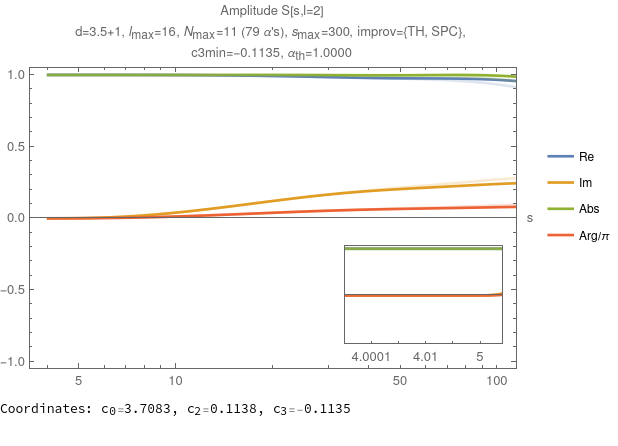 Amplitude S[s,l=2]
d=3.5+1, lmax=16, Nmax=11 (79 α's), smax=300, improv={TH, SPC},
c3min=-0.1135, αth=1.0000
1.0
0.5
0.0
-0.5
-1.0
s
5 10 50 100
4.0001 4.01 5
Re
Im
Abs
Arg/π
Coordinates: c0=3.7083, c2=0.1138, c3=-0.1135